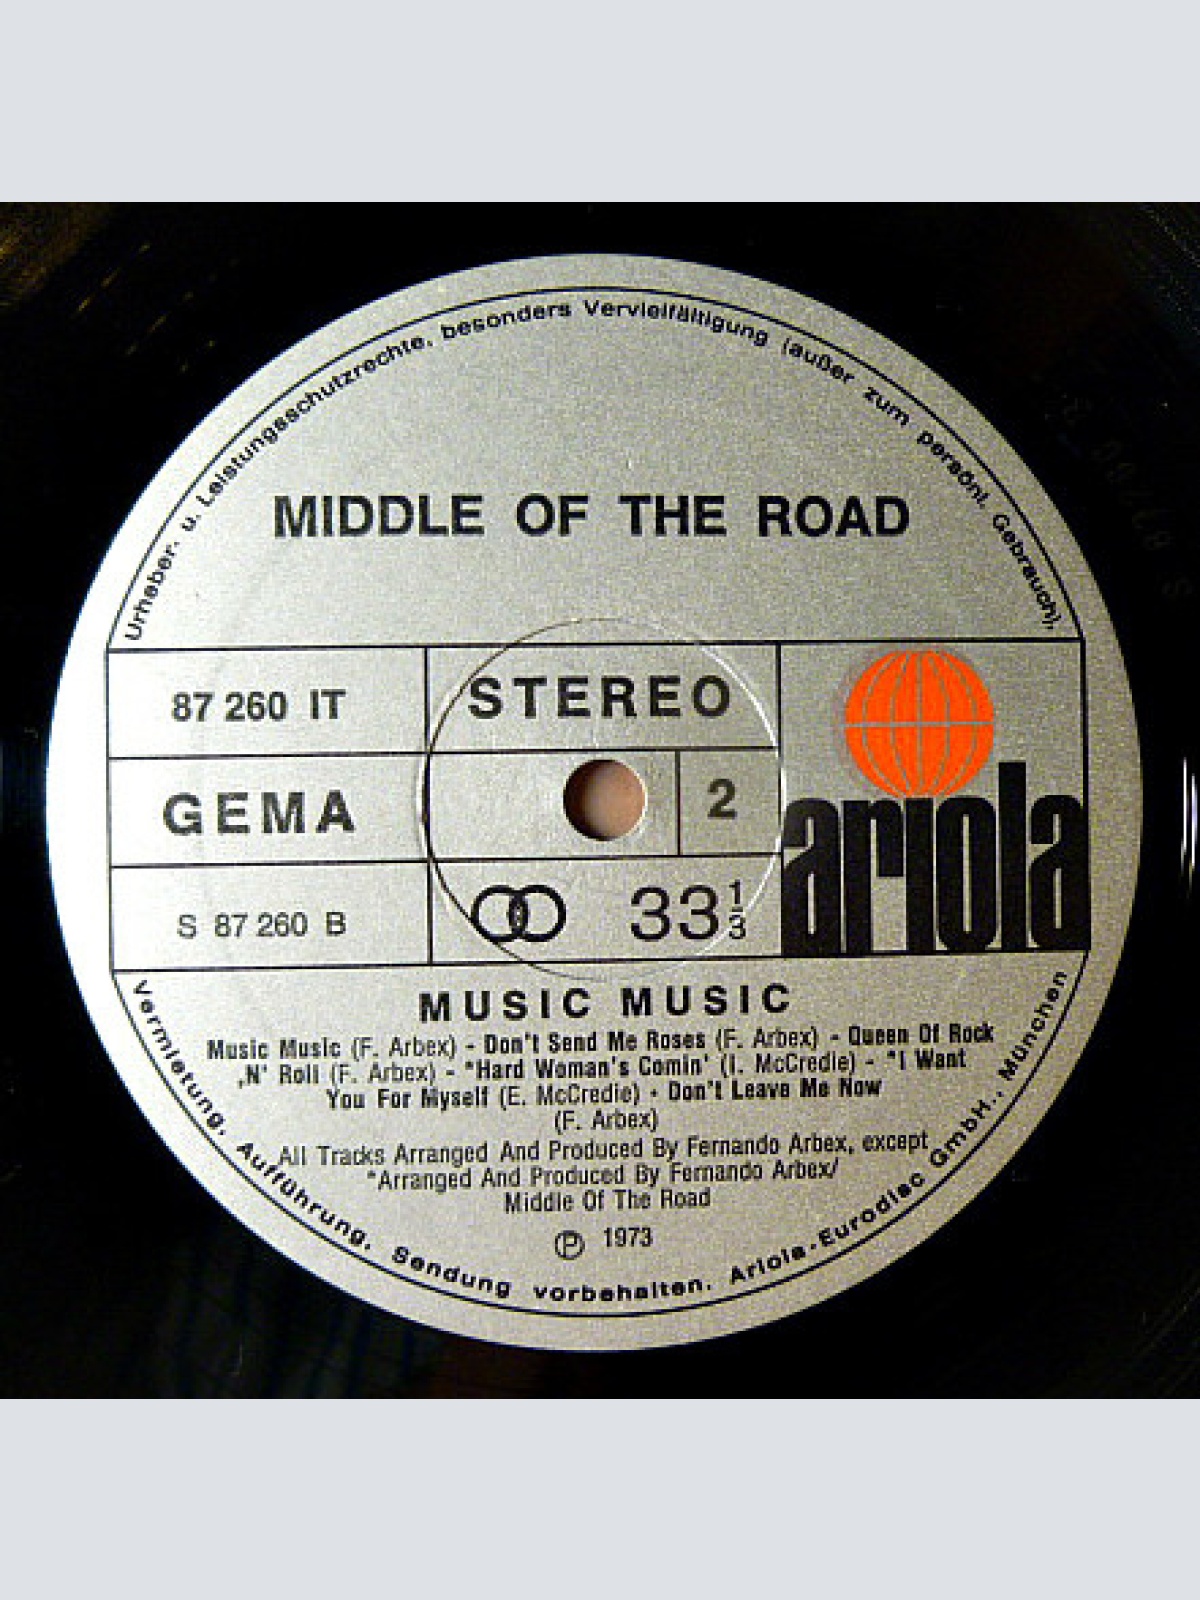 Urheber- u. Leistungsschutzrechte, besonders Vervielfältigung (außer zum persönl. Gebrauch),
MIDDLE OF THE ROAD
87 260 IT
STEREO
GEMA
2
S 87 260 B
33 1/3
ariola
MUSIC MUSIC
Music Music (F. Arbex) - Don't Send Me Roses (F. Arbex) - Queen Of Rock
‚N' Roll (F. Arbex) - *Hard Woman's Comin' (I. McCredie) - *I Want
You For Myself (E. McCredie) - Don't Leave Me Now
(F. Arbex)
All Tracks Arranged And Produced By Fernando Arbex, except
*Arranged And Produced By Fernando Arbex/
Middle Of The Road
Ⓟ 1973
Vermietung, Aufführung, Sendung vorbehalten. Ariola-Eurodisc GmbH., München